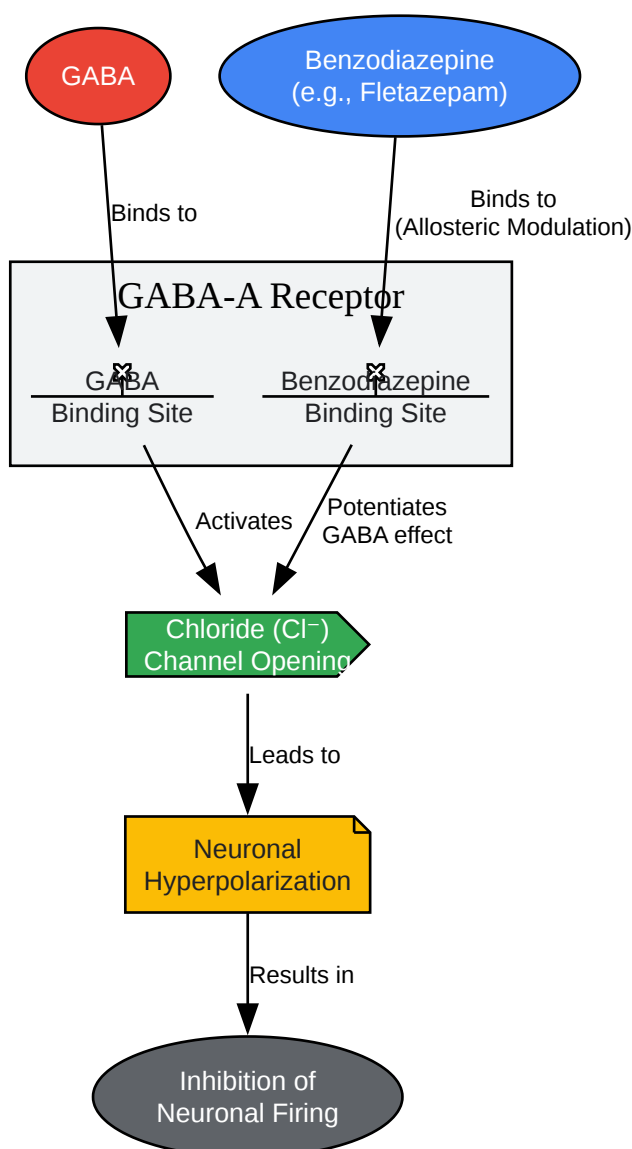 GABA
Benzodiazepine
(e.g., Fletazepam)
Binds to
Binds to
(Allosteric Modulation)
GABA-A Receptor
GABA
Binding Site
Benzodiazepine
Binding Site
Activates
Potentiates
GABA effect
Chloride (Cl⁻)
Channel Opening
Leads to
Neuronal
Hyperpolarization
Results in
Inhibition of
Neuronal Firing